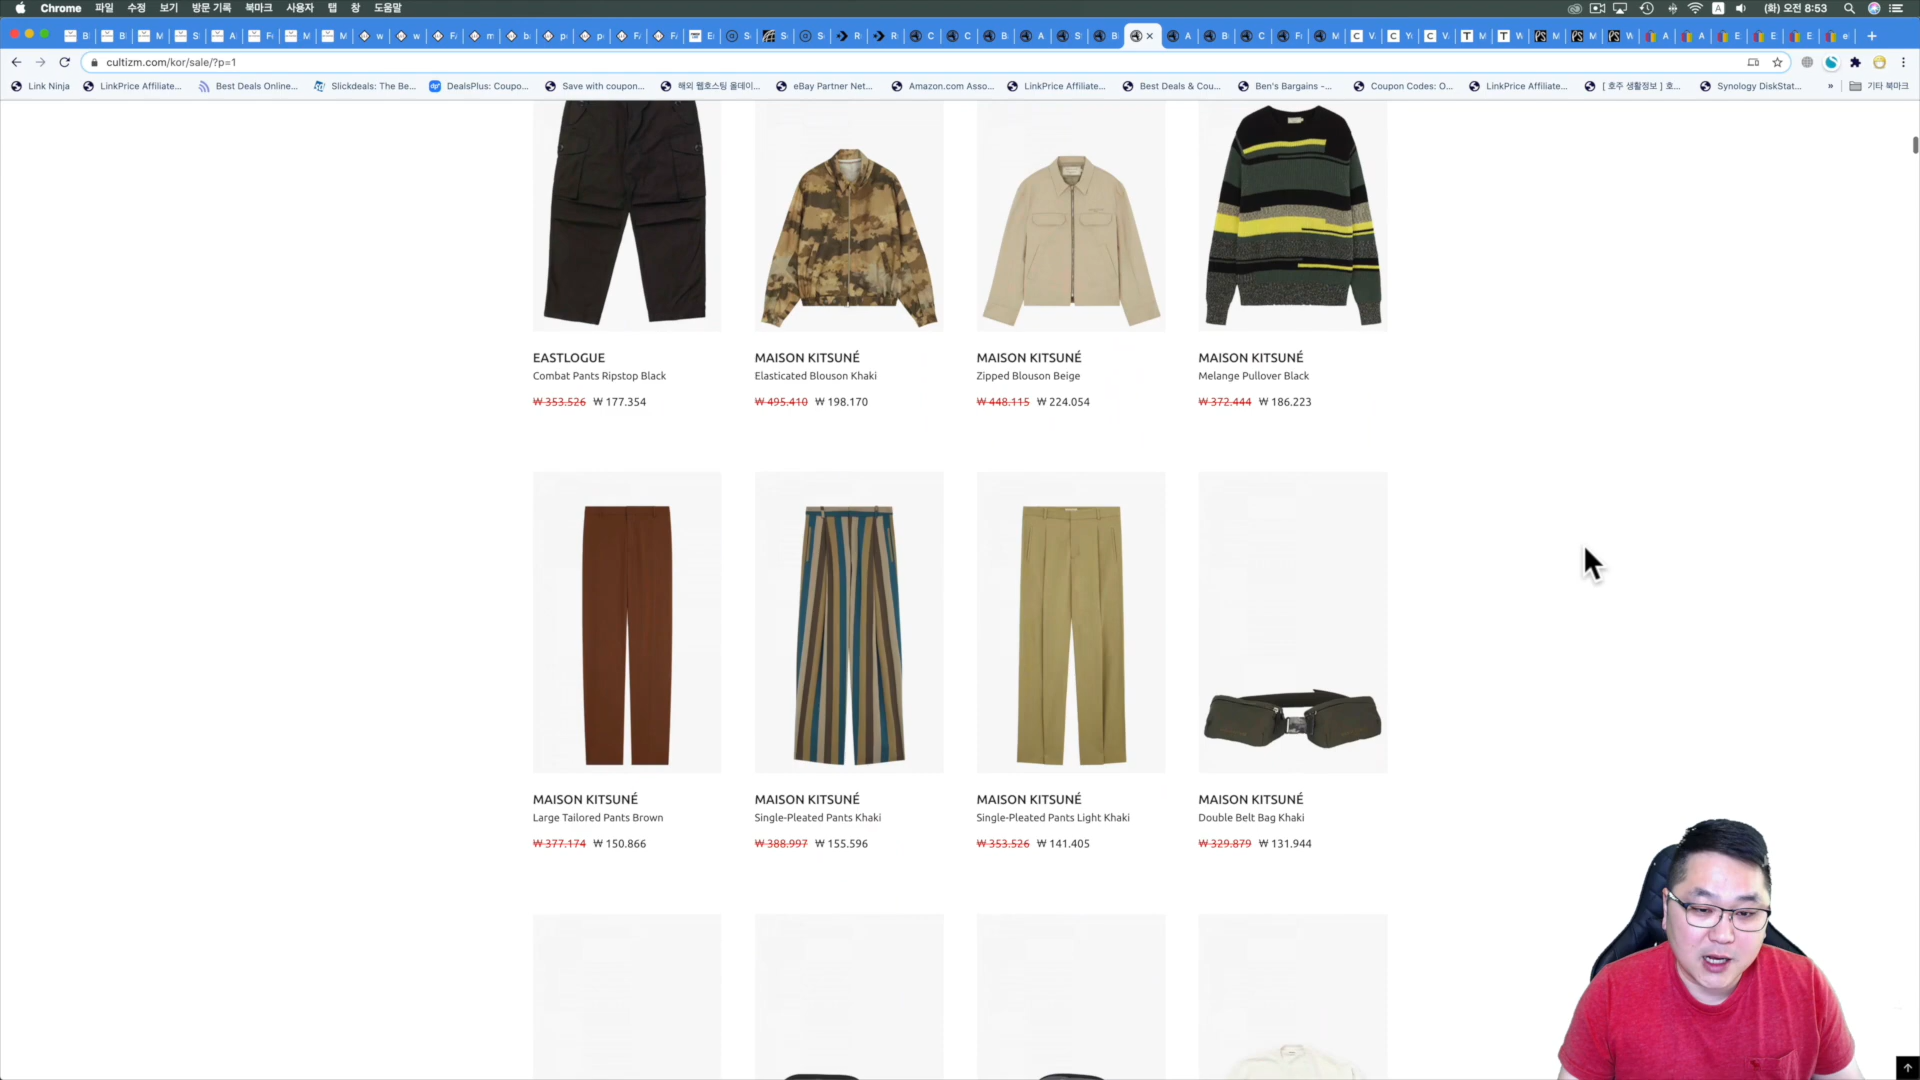 Chrome 파일 수정 보기 방문 기록 북마크 사용자 탭 창 도움말 A (화) 오전 8:53
cultizm.com/kor/sale/?p=1
Link Ninja LinkPrice Affiliate... Best Deals Online... Slickdeals: The Be... DealsPlus: Coupo... Save with coupon... 해외 웹호스팅 올데이... eBay Partner Net... Amazon.com Asso... LinkPrice Affiliate... Best Deals & Cou... Ben's Bargains -... Coupon Codes: O... LinkPrice Affiliate... [ 호주 생활정보 ] 호... Synology DiskStat... » 기타 북마크
EASTLOGUE
Combat Pants Ripstop Black
₩ 353.526 ₩ 177.354
MAISON KITSUNÉ
Elasticated Blouson Khaki
₩ 495.410 ₩ 198.170
MAISON KITSUNÉ
Zipped Blouson Beige
₩ 448.115 ₩ 224.054
MAISON KITSUNÉ
Melange Pullover Black
₩ 372.444 ₩ 186.223
MAISON KITSUNÉ
Large Tailored Pants Brown
₩ 377.174 ₩ 150.866
MAISON KITSUNÉ
Single-Pleated Pants Khaki
₩ 388.997 ₩ 155.596
MAISON KITSUNÉ
Single-Pleated Pants Light Khaki
₩ 353.526 ₩ 141.405
MAISON KITSUNÉ
Double Belt Bag Khaki
₩ 329.879 ₩ 131.944